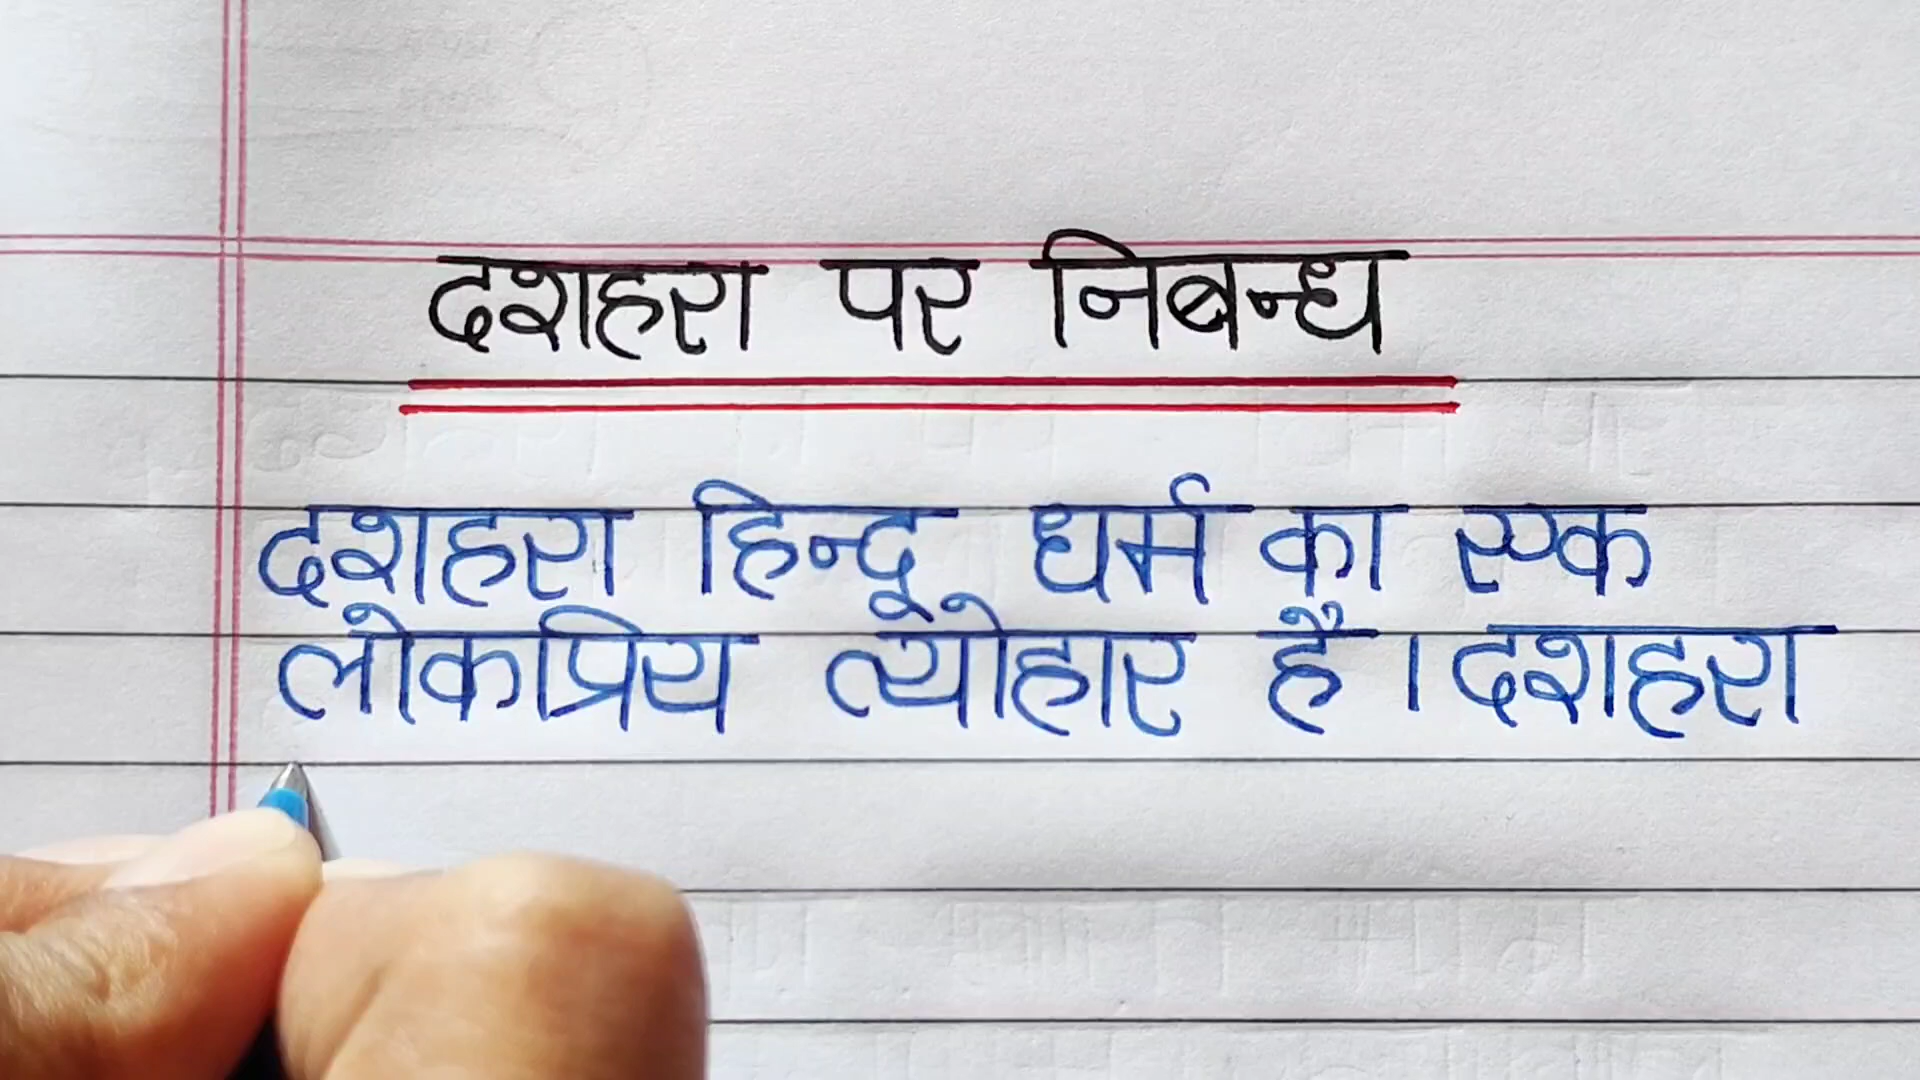 दशहरा पर निबन्ध
दशहरा हिन्दू धर्म का एक
लोकप्रिय त्योहार है। दशहरा